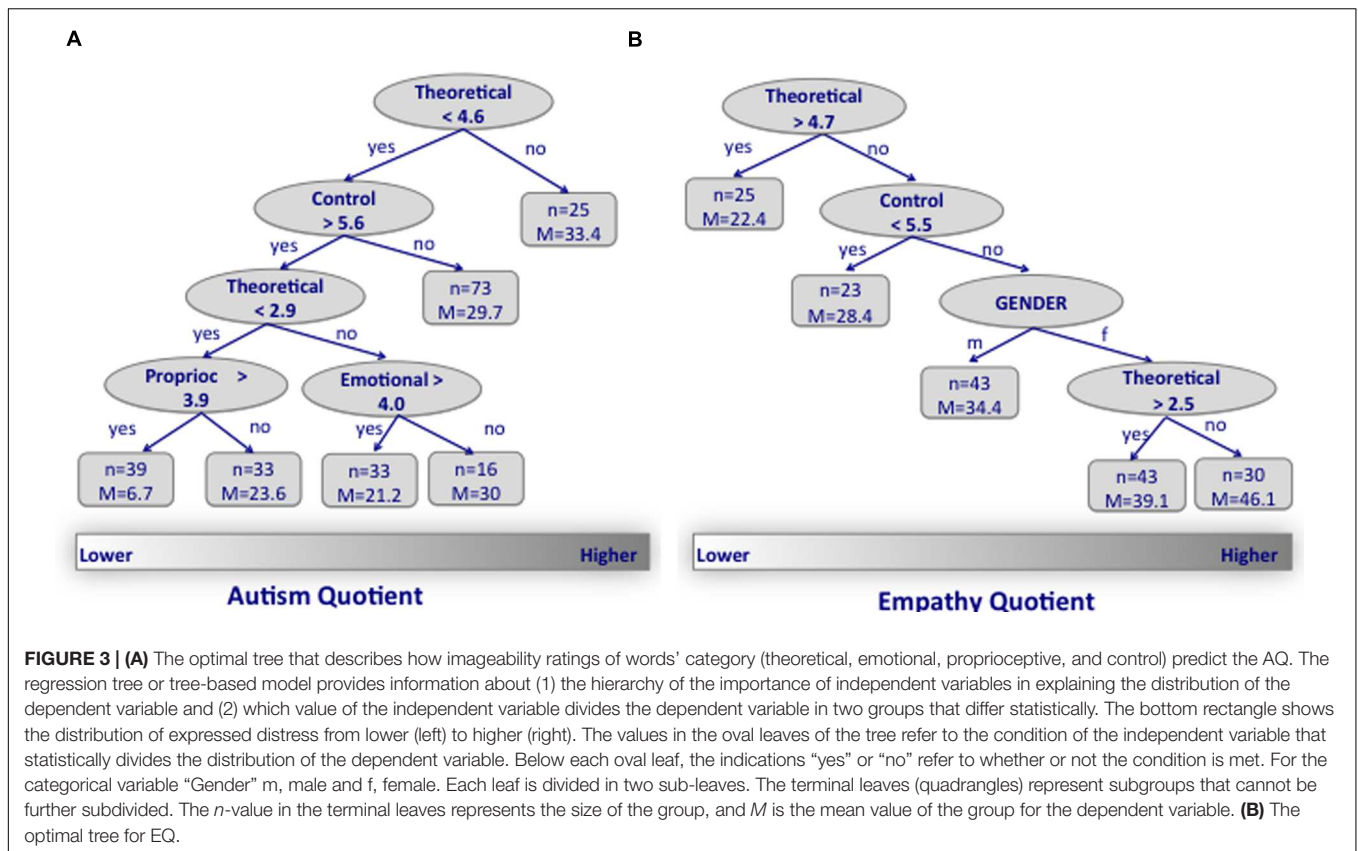 A
Theoretical
< 4.6
yes
no
Control
> 5.6
n=25
M=33.4
yes
no
Theoretical
< 2.9
n=73
M=29.7
yes
no
Proprioc >
3.9
Emotional >
4.0
yes
no
yes
no
n=39
M=6.7
n=33
M=23.6
n=33
M=21.2
n=16
M=30
Lower
Higher
Autism Quotient
B
Theoretical
> 4.7
yes
no
n=25
M=22.4
Control
< 5.5
yes
no
n=23
M=28.4
GENDER
m
f
n=43
M=34.4
Theoretical
> 2.5
yes
no
n=43
M=39.1
n=30
M=46.1
Lower
Higher
Empathy Quotient
FIGURE 3 | (A) The optimal tree that describes how imageability ratings of words' category (theoretical, emotional, proprioceptive, and control) predict the AQ. The
regression tree or tree-based model provides information about (1) the hierarchy of the importance of independent variables in explaining the distribution of the
dependent variable and (2) which value of the independent variable divides the dependent variable in two groups that differ statistically. The bottom rectangle shows
the distribution of expressed distress from lower (left) to higher (right). The values in the oval leaves of the tree refer to the condition of the independent variable that
statistically divides the distribution of the dependent variable. Below each oval leaf, the indications "yes" or "no" refer to whether or not the condition is met. For the
categorical variable "Gender" m, male and f, female. Each leaf is divided in two sub-leaves. The terminal leaves (quadrangles) represent subgroups that cannot be
further subdivided. The n-value in the terminal leaves represents the size of the group, and M is the mean value of the group for the dependent variable. (B) The
optimal tree for EQ.